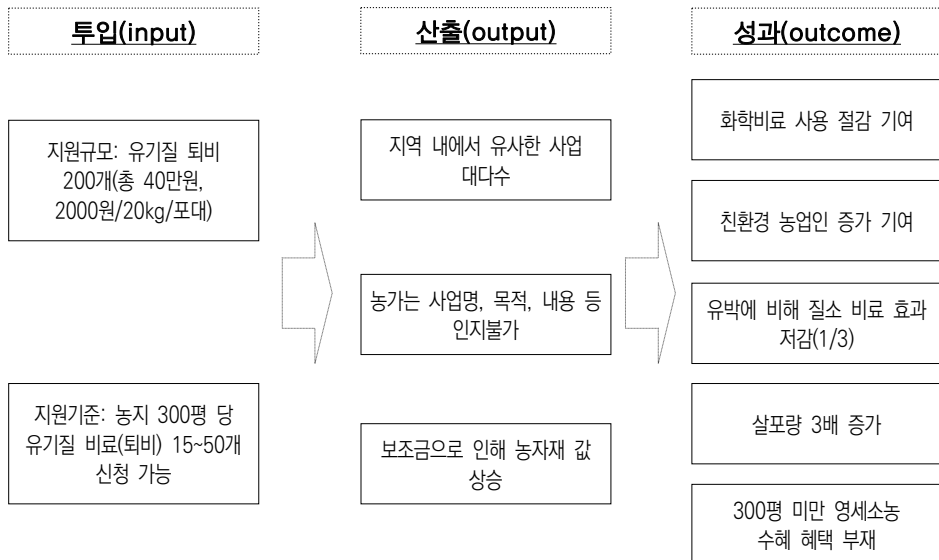 투입(input)
산출(output)
성과(outcome)
지원규모: 유기질 퇴비
200개(총 40만원,
2000원/20kg/포대)
지원기준: 농지 300평 당
유기질 비료(퇴비) 15~50개
신청 가능
지역 내에서 유사한 사업
대다수
농가는 사업명, 목적, 내용 등
인지불가
보조금으로 인해 농자재 값
상승
화학비료 사용 절감 기여
친환경 농업인 증가 기여
유박에 비해 질소 비료 효과
저감(1/3)
살포량 3배 증가
300평 미만 영세소농
수혜 혜택 부재